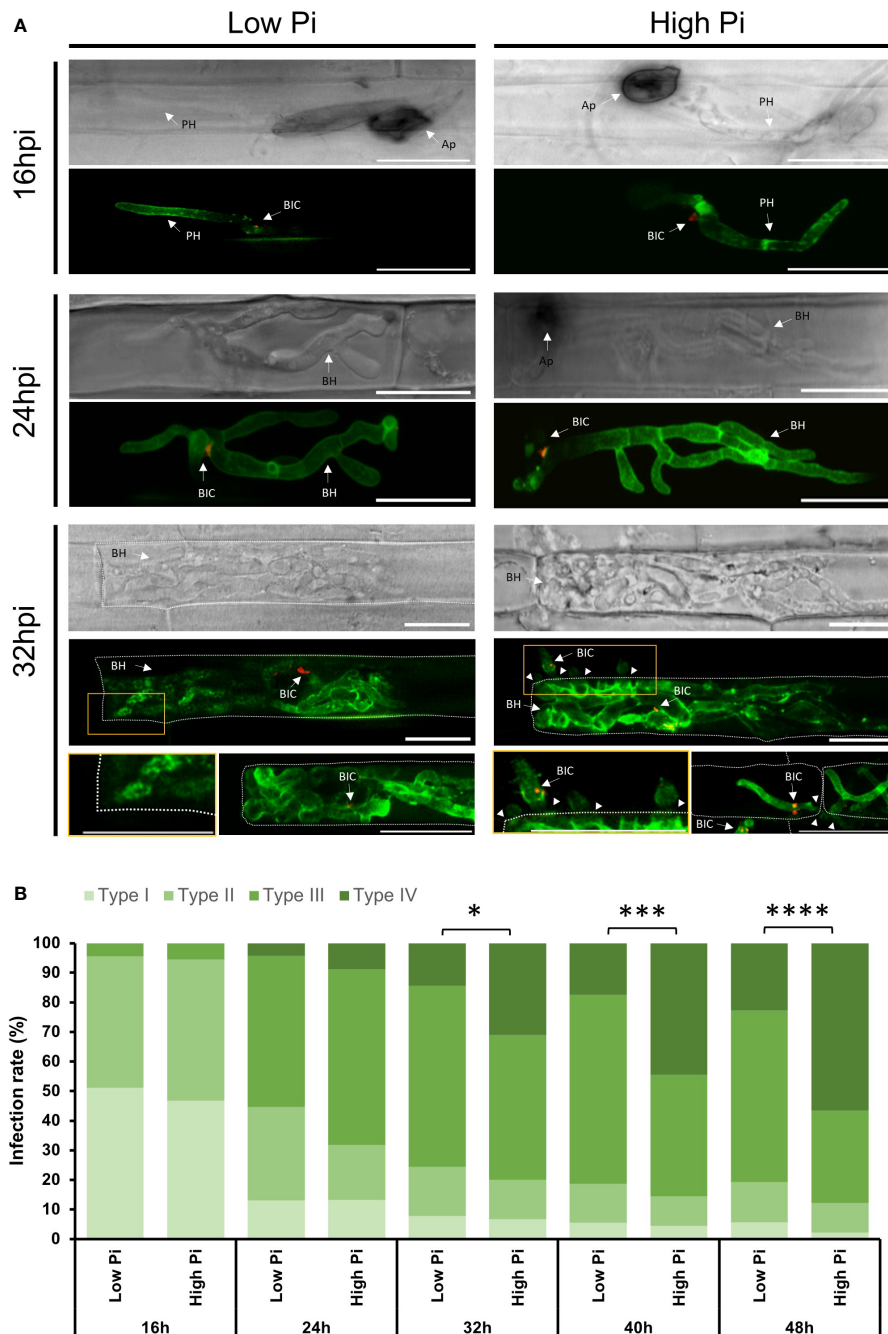 A
Low Pi
High Pi
16hpi
PH
Ap
Ap
PH
BIC
PH
PH
BIC
24hpi
BH
BH
Ap
BIC
BH
BIC
BH
32hpi
BH
BH
BH
BIC
BIC
BH
BIC
BIC
BIC
BIC
BIC
B
Type I Type II Type III Type IV
* *** ****
Infection rate (%)
100
90
80
70
60
50
40
30
20
10
0
Low Pi High Pi Low Pi High Pi Low Pi High Pi Low Pi High Pi Low Pi High Pi
16h 24h 32h 40h 48h